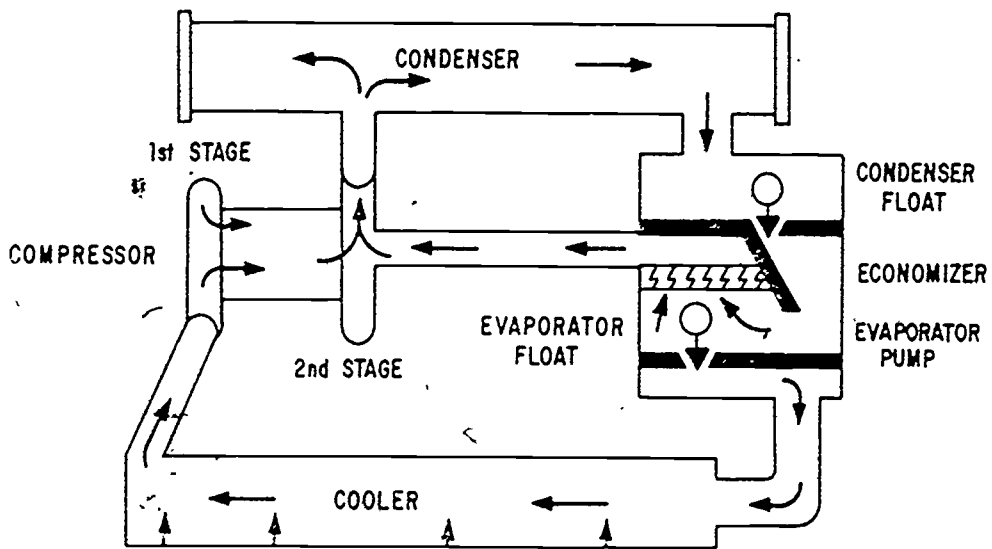 CONDENSER
1st STAGE
CONDENSER
FLOAT
COMPRESSOR
ECONOMIZER
EVAPORATOR
FLOAT
EVAPORATOR
PUMP
2nd STAGE
COOLER